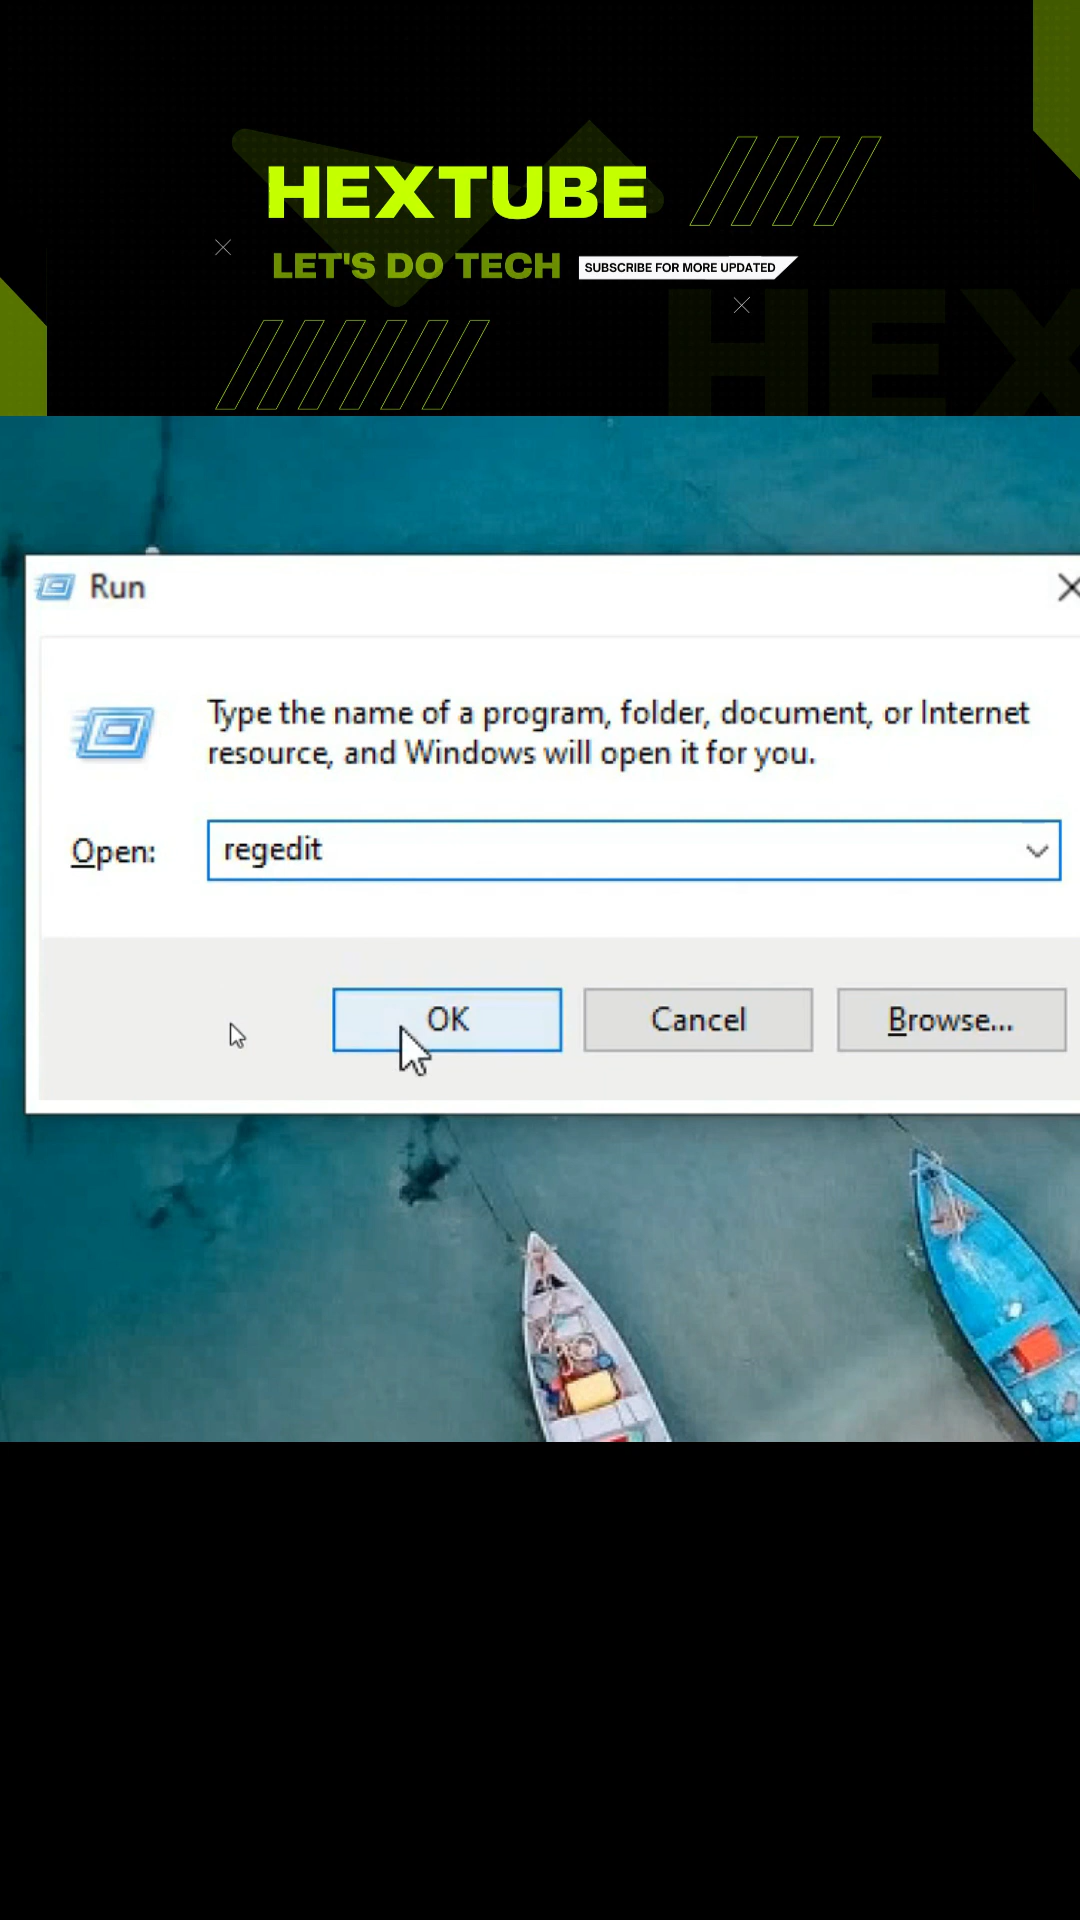 HEXTUBE
LET'S DO TECH
SUBSCRIBE FOR MORE UPDATED
HEX
Run
Type the name of a program, folder, document, or Internet
resource, and Windows will open it for you.
Open:
regedit
OK
Cancel
Browse...